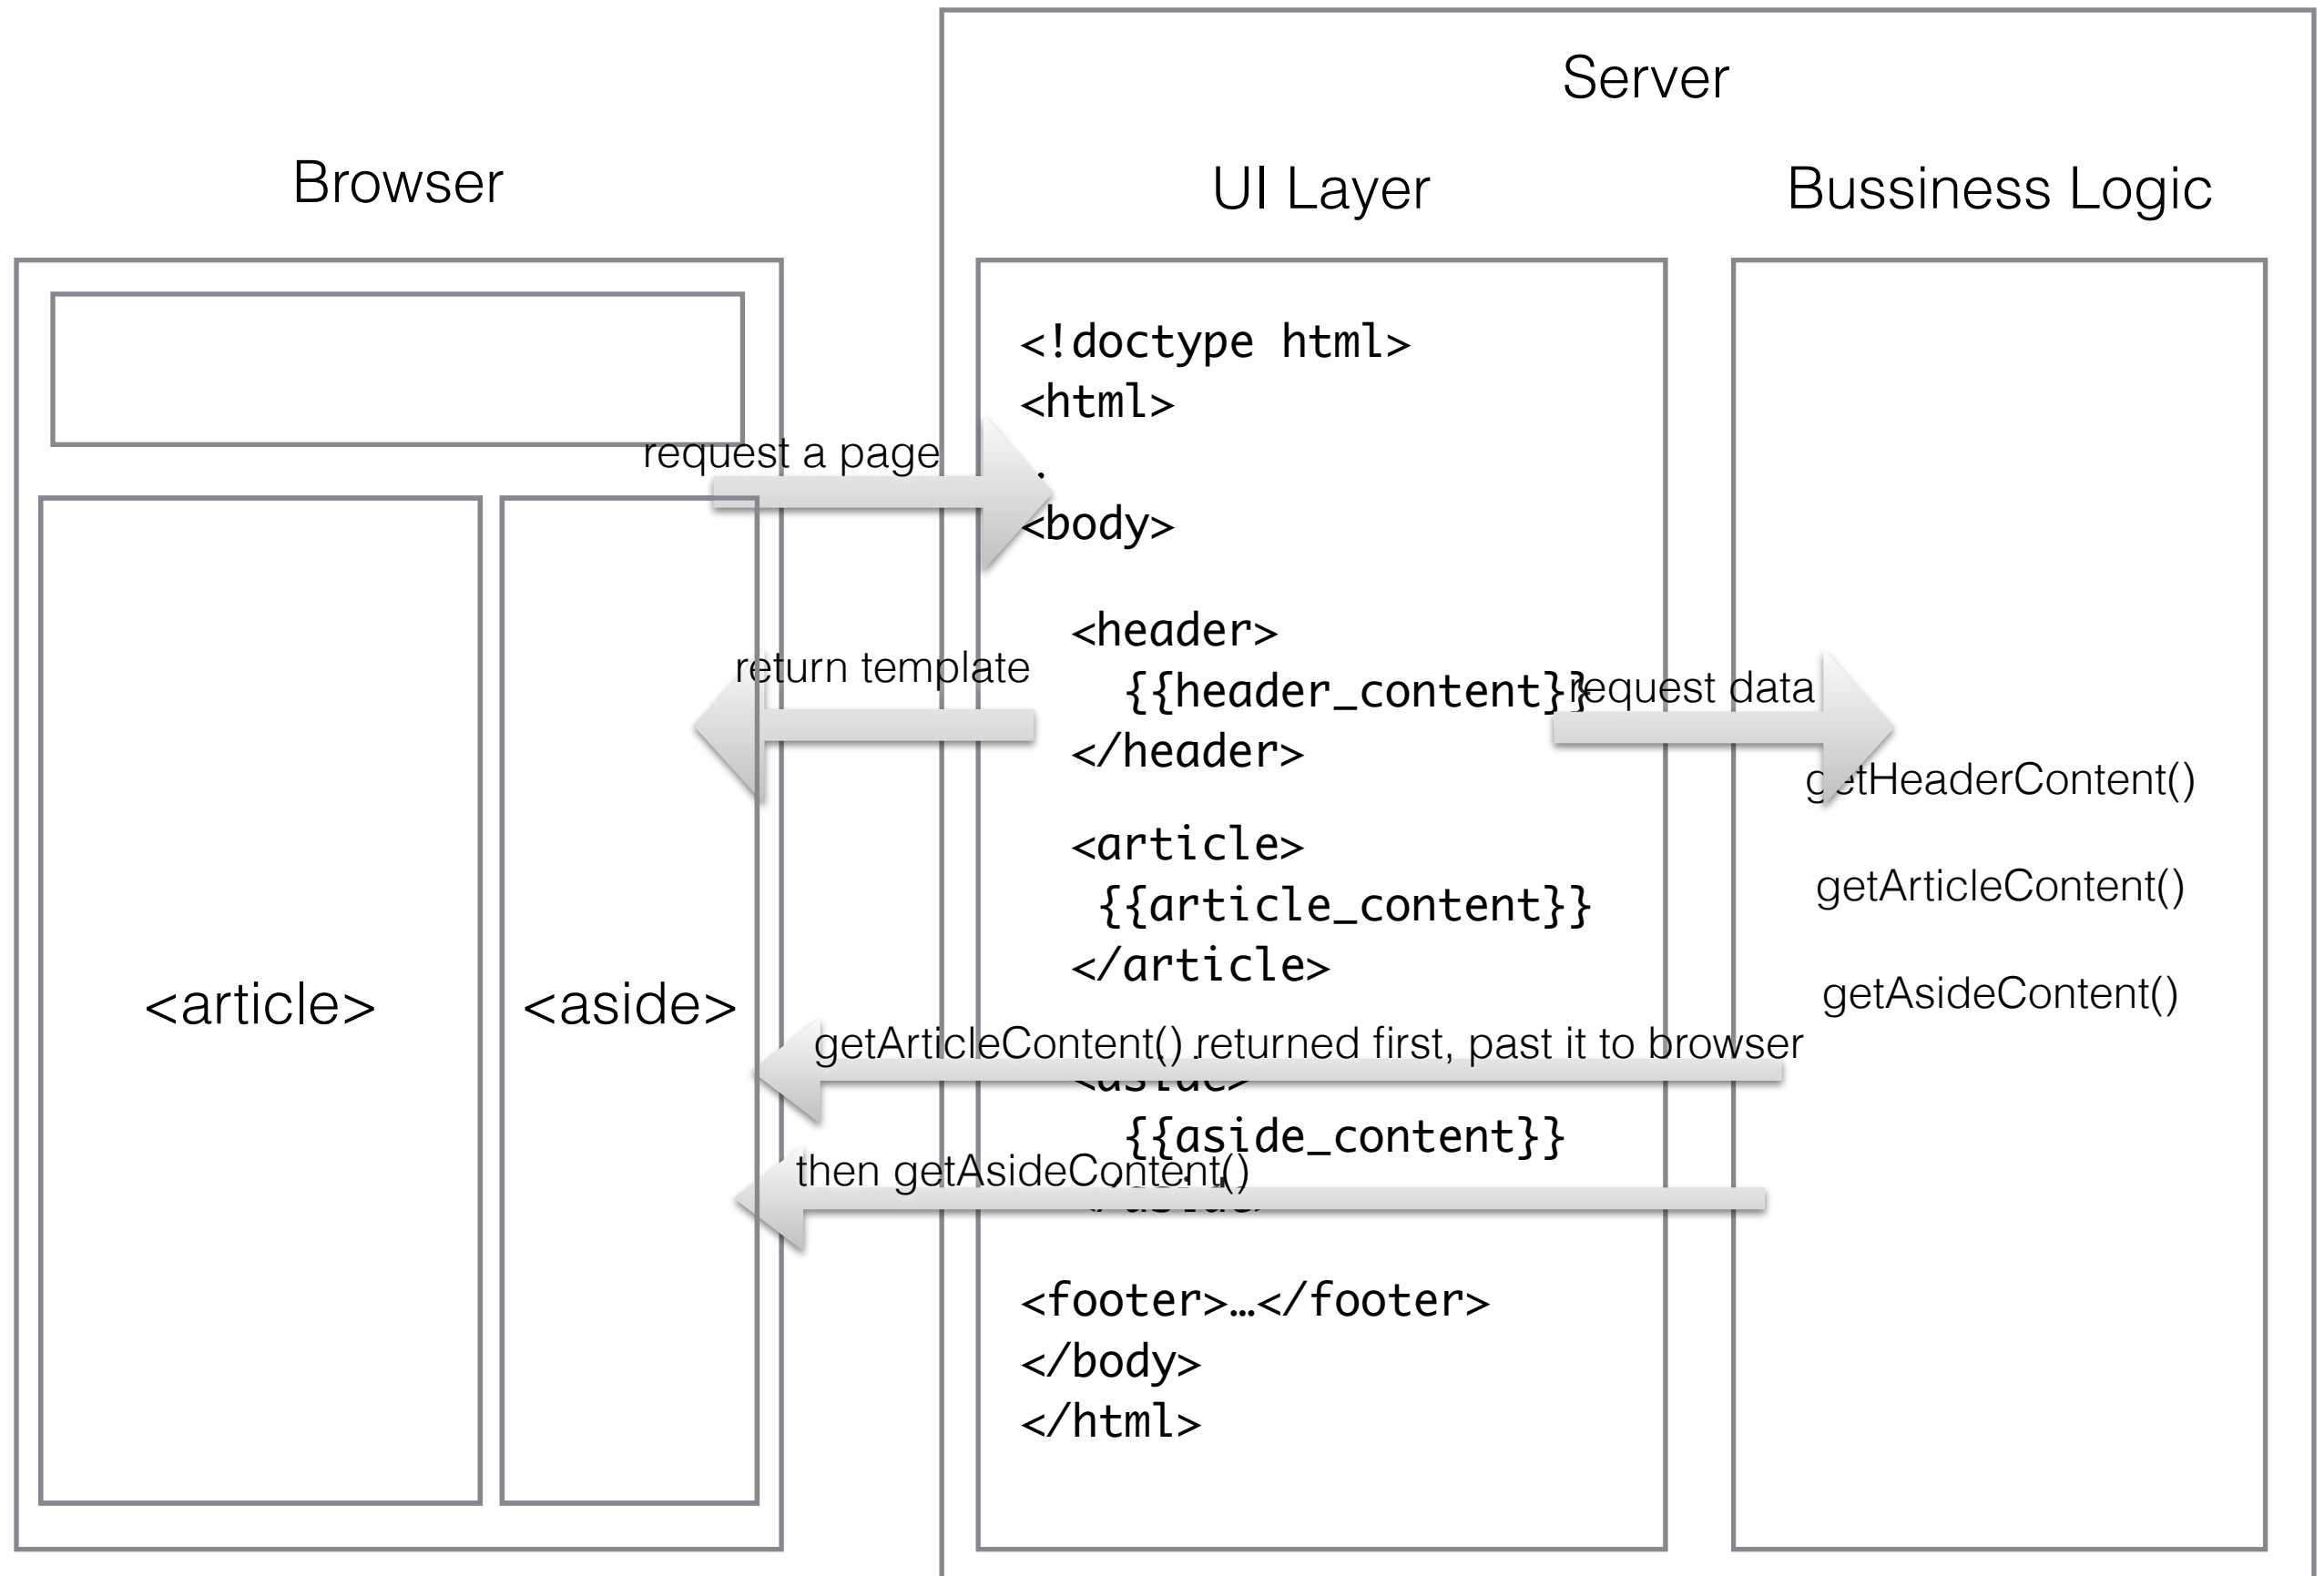 Server
Browser
UI Layer
Bussiness Logic
<!doctype html>
<html>
request a page
<body>
<header>
return template
{{header_content}}
request data
</header>
getHeaderContent()
<article>
getArticleContent()
{{article_content}}
</article>
getAsideContent()
<article>
<aside>
getArticleContent() returned first, past it to browser
<aside>
{{aside_content}}
then getAsideContent()
</aside>
<footer>…</footer>
</body>
</html>